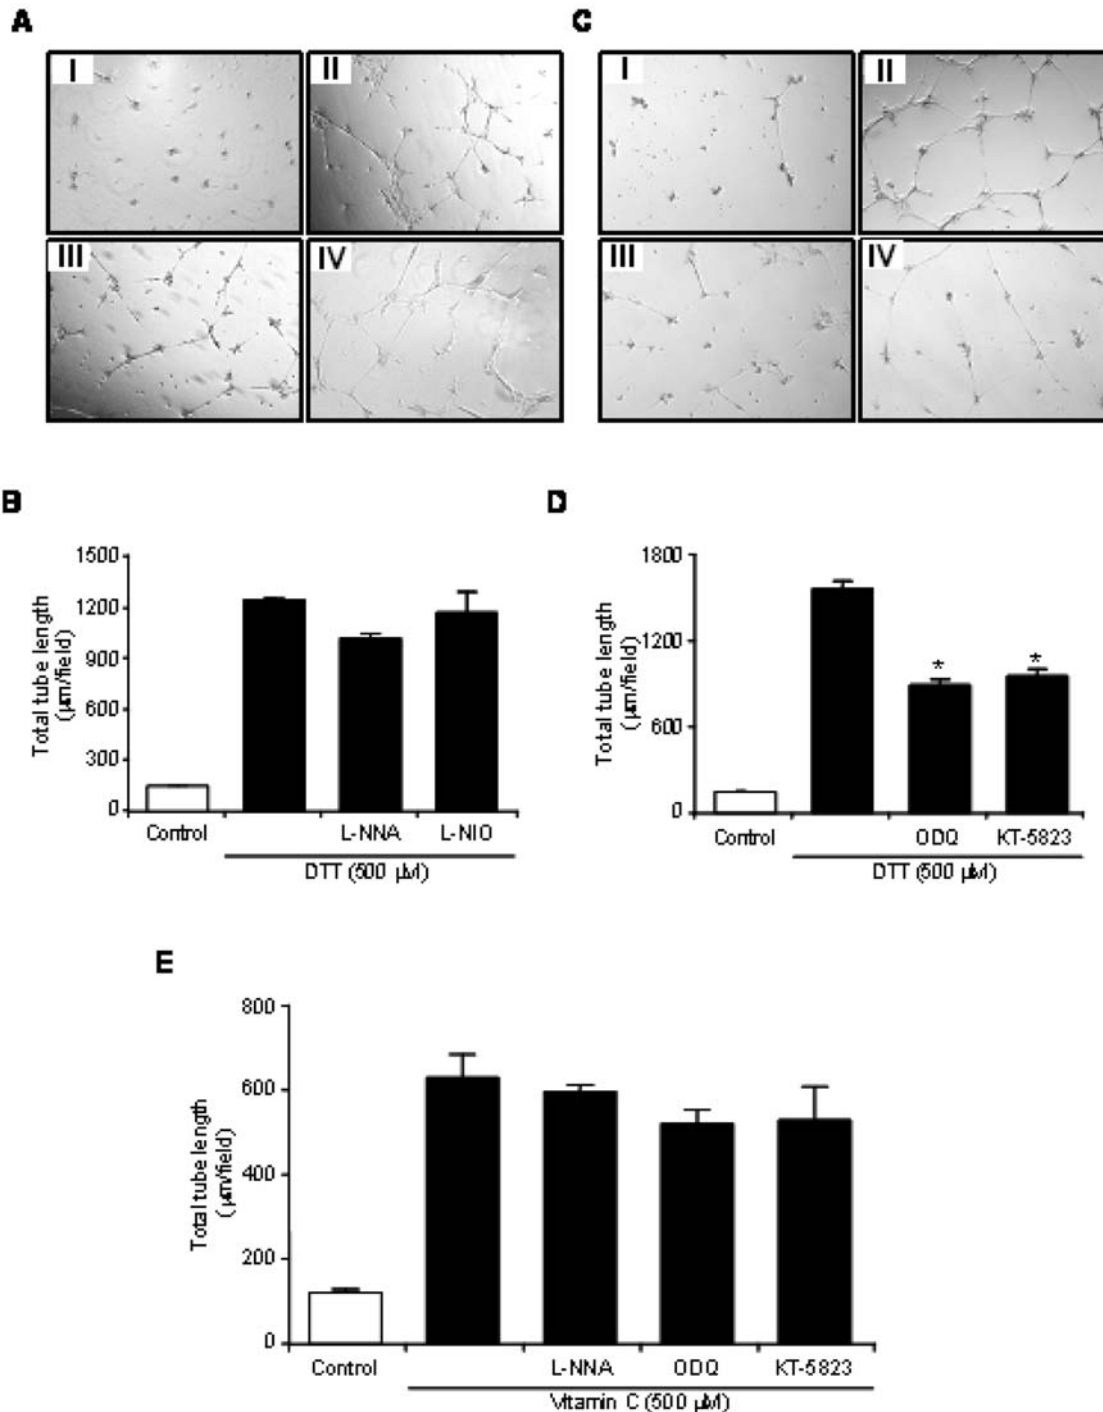 A
C
I
II
I
II
III
IV
III
IV
B
D
1500
1200
900
600
300
0
Total tube length
(μm/field)
Control
L-NNA
L-NIO
DTT (500 μM)
1800
1200
600
0
Total tube length
(μm/field)
*
*
Control
ODQ
KT-5823
DTT (500 μM)
E
800
600
400
200
0
Total tube length
(μm/field)
Control
L-NNA
ODQ
KT-5823
Vitamin C (500 μM)